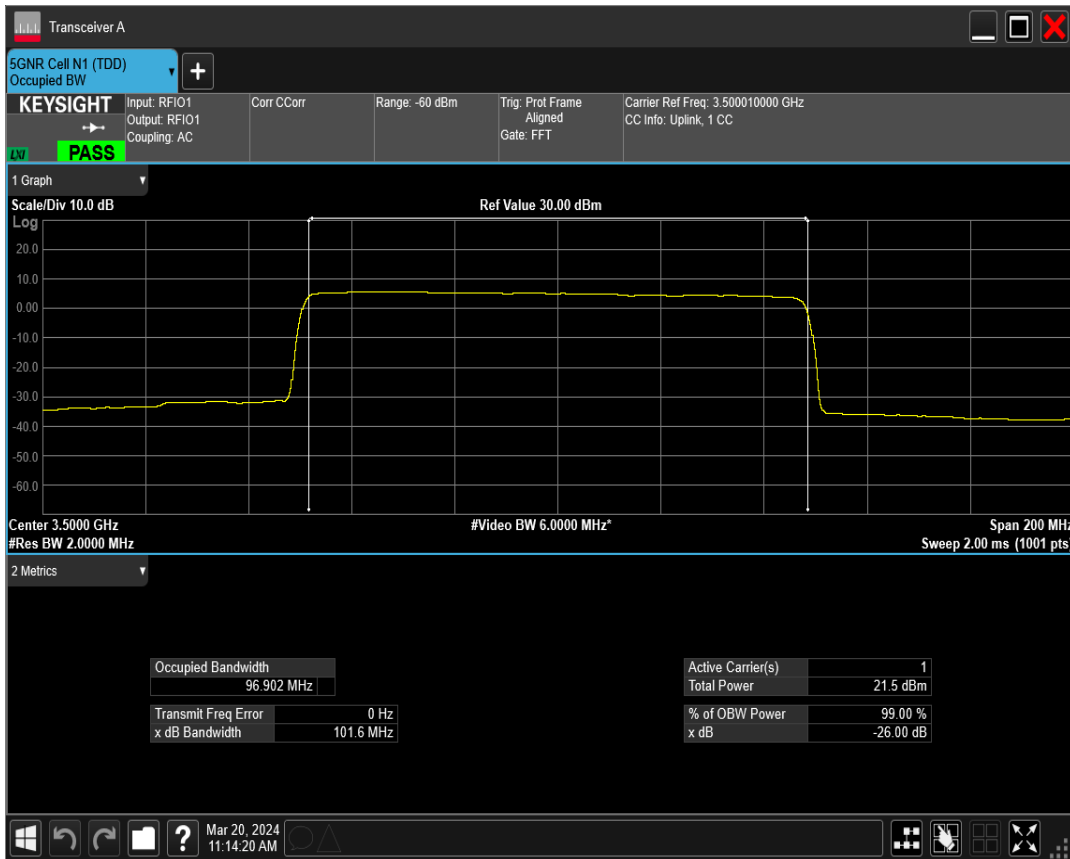 Transceiver A
5GNR Cell N1 (TDD)
Occupied BW
KEYSIGHT
LXI
PASS
Input: RFIO1
Output: RFIO1
Coupling: AC
Corr CCorr
Range: -60 dBm
Trig: Prot Frame
Aligned
Gate: FFT
Carrier Ref Freq: 3.500010000 GHz
CC Info: Uplink, 1 CC
1 Graph
Scale/Div 10.0 dB
Ref Value 30.00 dBm
Log
20.0
10.0
0.00
-10.0
-20.0
-30.0
-40.0
-50.0
-60.0
Center 3.5000 GHz
#Video BW 6.0000 MHz*
Span 200 MHz
#Res BW 2.0000 MHz
Sweep 2.00 ms (1001 pts)
2 Metrics
Occupied Bandwidth
96.902 MHz
Transmit Freq Error 0 Hz
x dB Bandwidth 101.6 MHz
Active Carrier(s) 1
Total Power 21.5 dBm
% of OBW Power 99.00 %
x dB -26.00 dB
?
Mar 20, 2024
11:14:20 AM